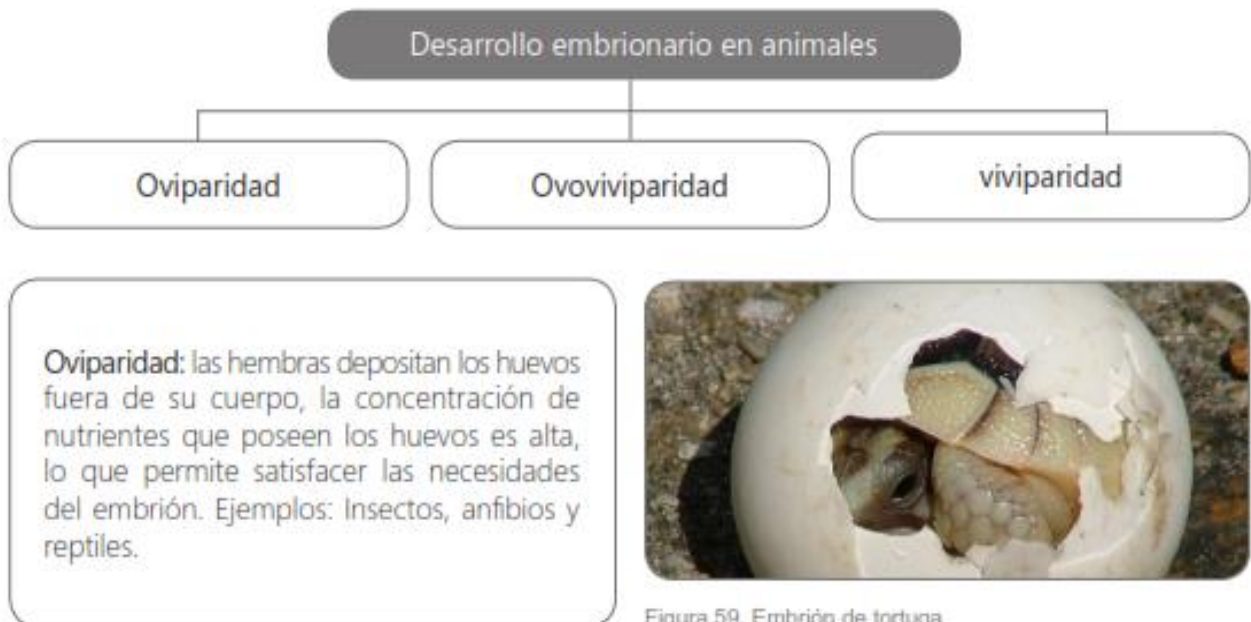 Desarrollo embrionario en animales
Oviparidad
Ovoviviparidad
viviparidad
Oviparidad: las hembras depositan los huevos
fuera de su cuerpo, la concentración de
nutrientes que poseen los huevos es alta,
lo que permite satisfacer las necesidades
del embrión. Ejemplos: Insectos, anfibios y
reptiles.
Figura 59. Embrión de tortuga